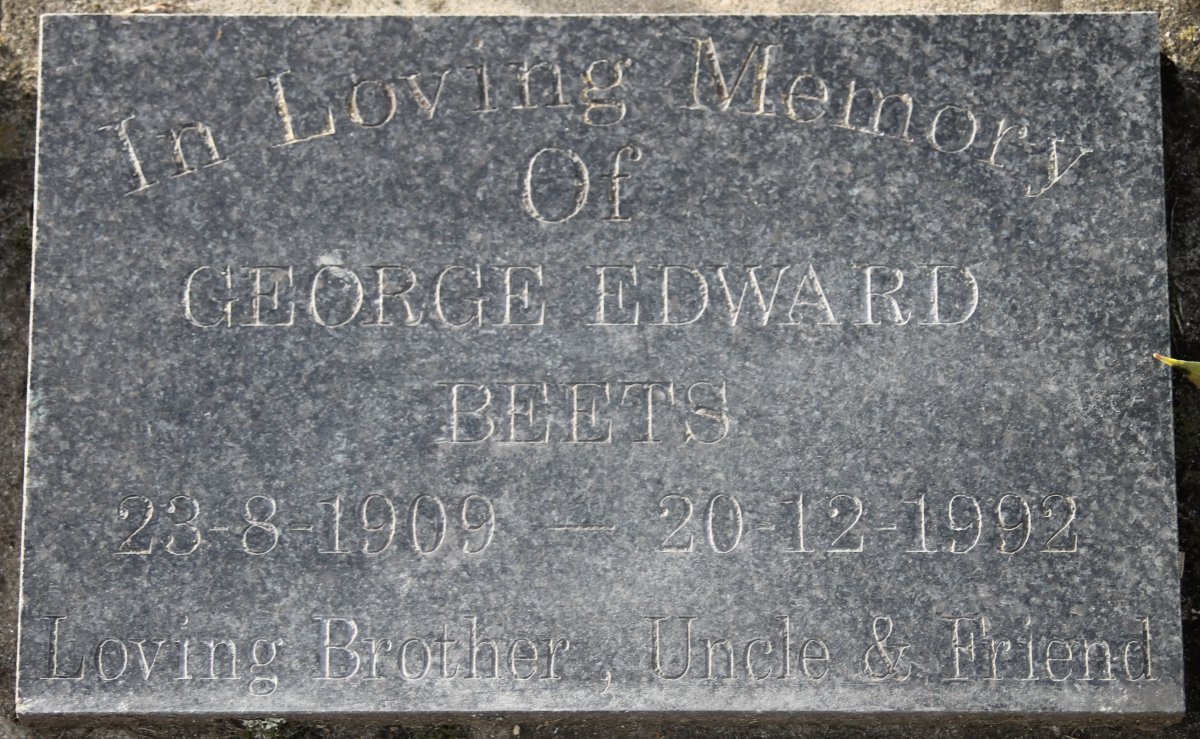 In Loving Memory
Of
GEORGE EDWARD
BEETS
23-8-1909 — 20-12-1992
Loving Brother, Uncle & Friend